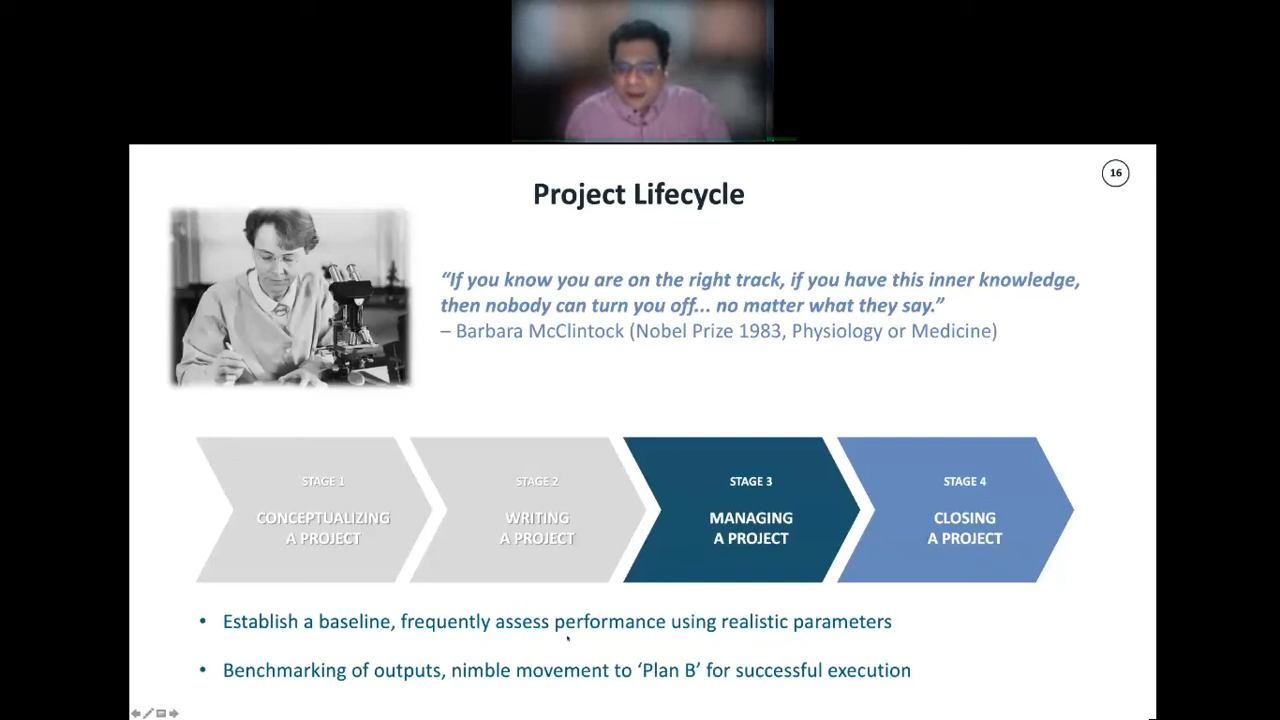 16
Project Lifecycle
“If you know you are on the right track, if you have this inner knowledge,
then nobody can turn you off... no matter what they say.”
– Barbara McClintock (Nobel Prize 1983, Physiology or Medicine)
STAGE 1
CONCEPTUALIZING
A PROJECT
STAGE 2
WRITING
A PROJECT
STAGE 3
MANAGING
A PROJECT
STAGE 4
CLOSING
A PROJECT
• Establish a baseline, frequently assess performance using realistic parameters
• Benchmarking of outputs, nimble movement to ‘Plan B’ for successful execution